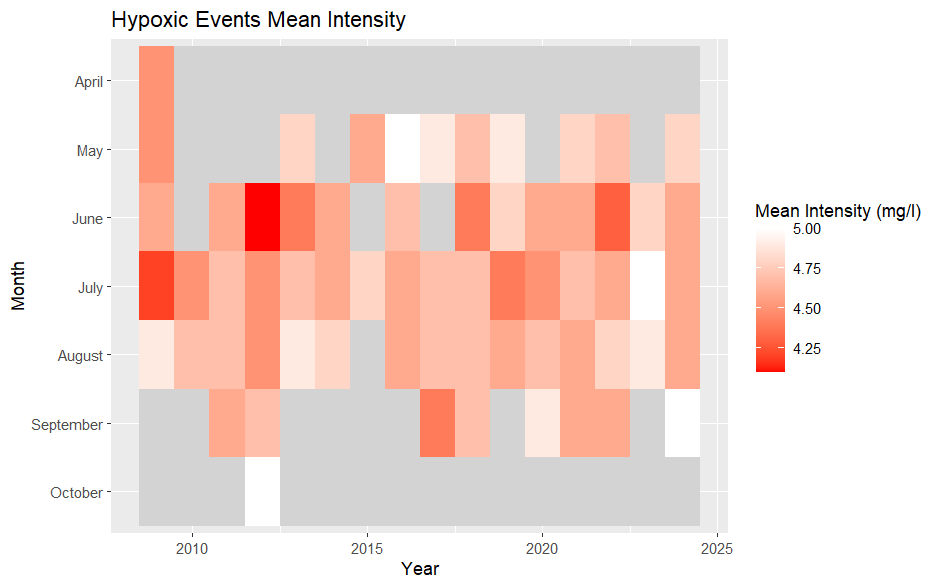 Hypoxic Events Mean Intensity
April
May
June
July
August
September
October
Month
2010
2015
2020
2025
Year
Mean Intensity (mg/l)
5.00
4.75
4.50
4.25